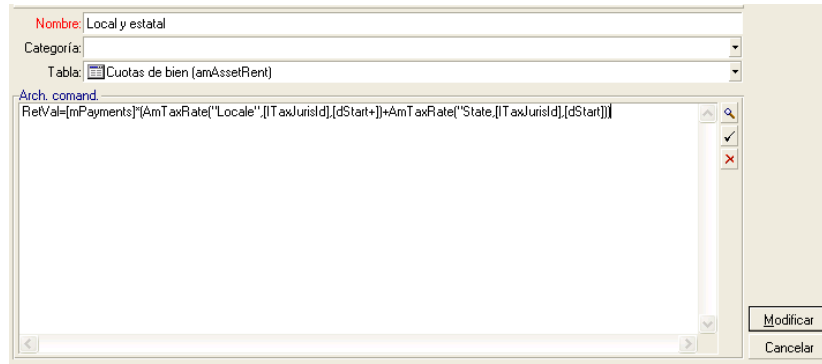 Nombre: Local y estatal
Categoría:
Tabla: Cuotas de bien (amAssetRent)
Arch. comand.
RetVal=[mPayments]*(AmTaxRate("Locale",[lTaxJurisId],[dStart+])+AmTaxRate("State,[lTaxJurisId],[dStart]))
Modificar
Cancelar